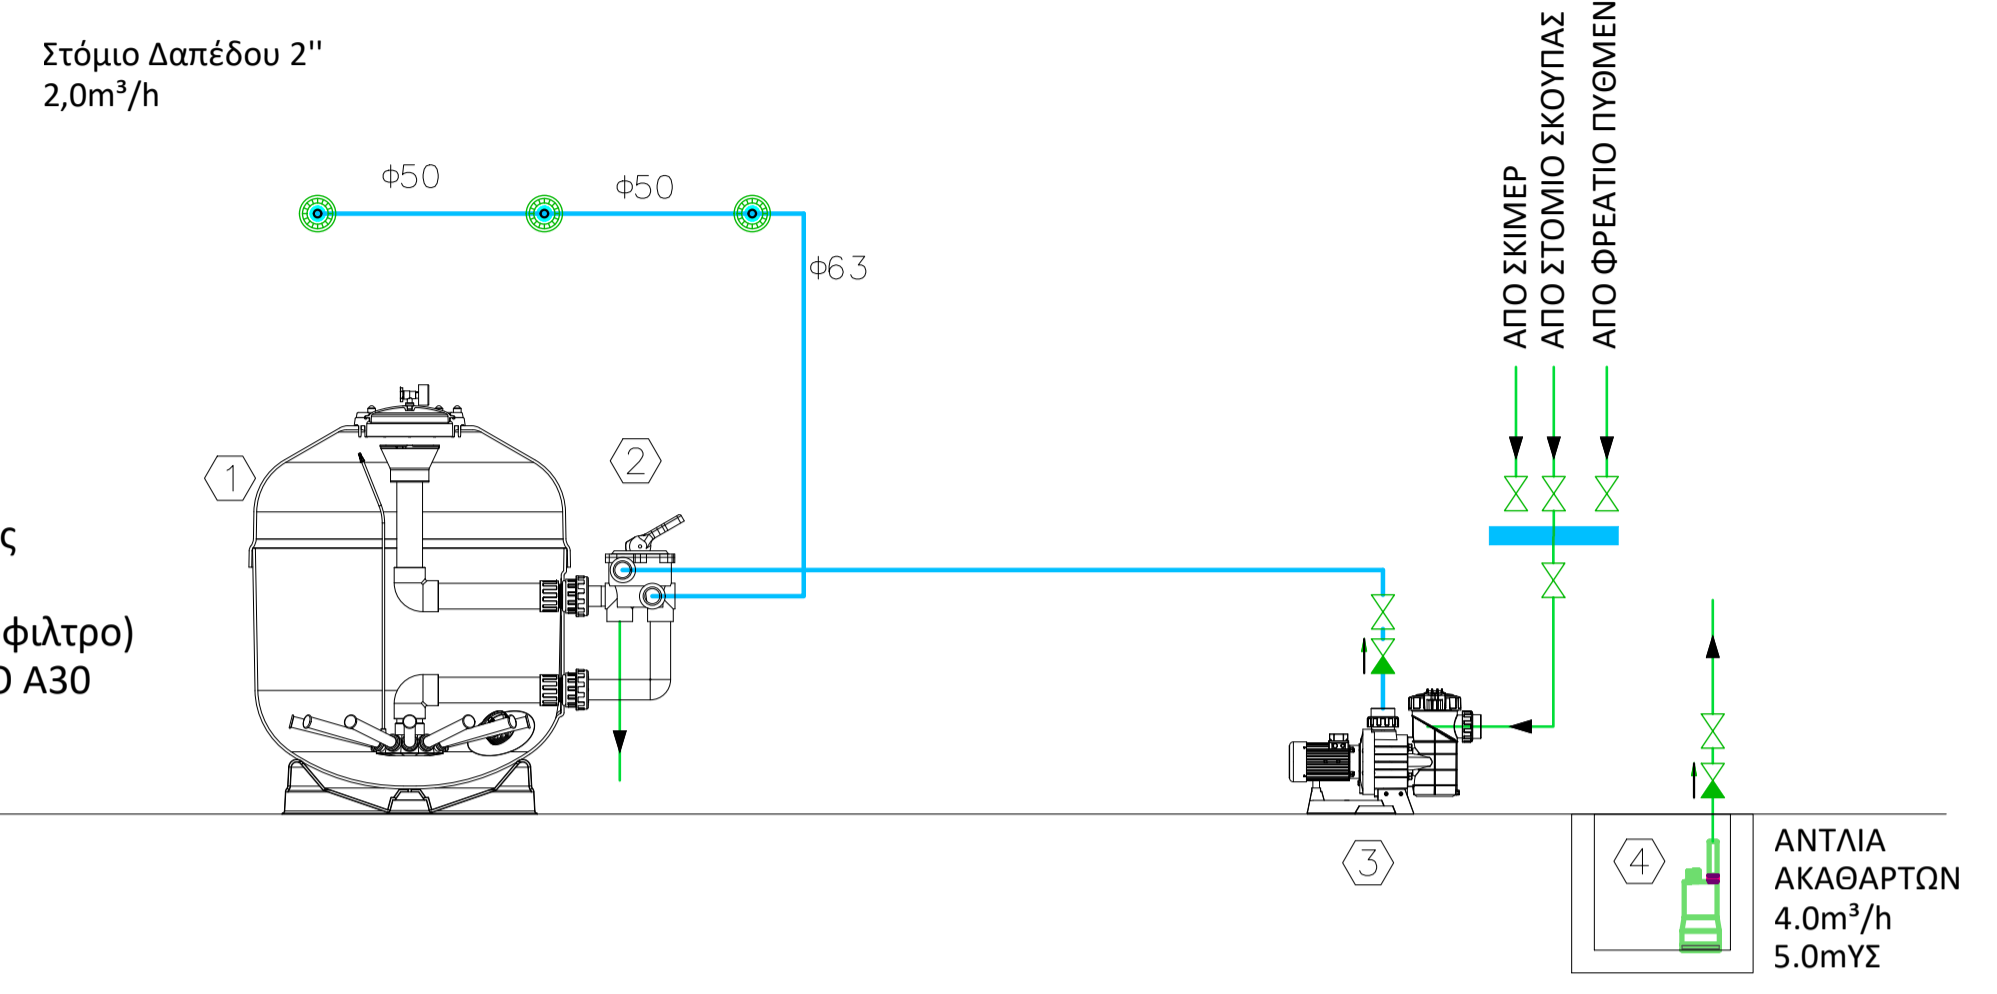 Στόμιο Δαπέδου 2''
2,0m³/h
ϕ50
ϕ50
ϕ63
ΑΠΟ ΣΚΙΜΕΡ
ΑΠΟ ΣΤΟΜΙΟ ΣΚΟΥΠΑΣ
ΑΠΟ ΦΡΕΑΤΙΟ ΠΥΘΜΕΝ
1
2
ς
φιλτρο)
A30
3
4
ΑΝΤΛΙΑ
ΑΚΑΘΑΡΤΩΝ
4.0m³/h
5.0mΥΣ